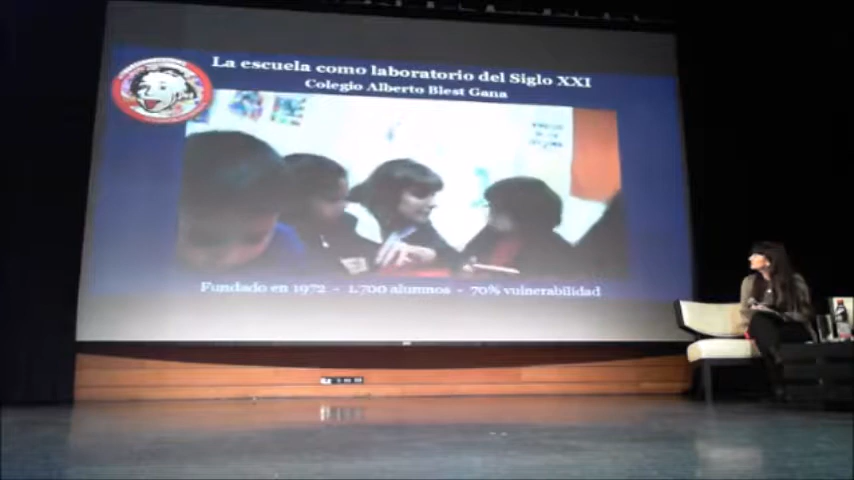 La escuela como laboratorio del Siglo XXI
Colegio Alberto Blest Gana
Fundado en 1972 - 1.700 alumnos - 70% vulnerabilidad